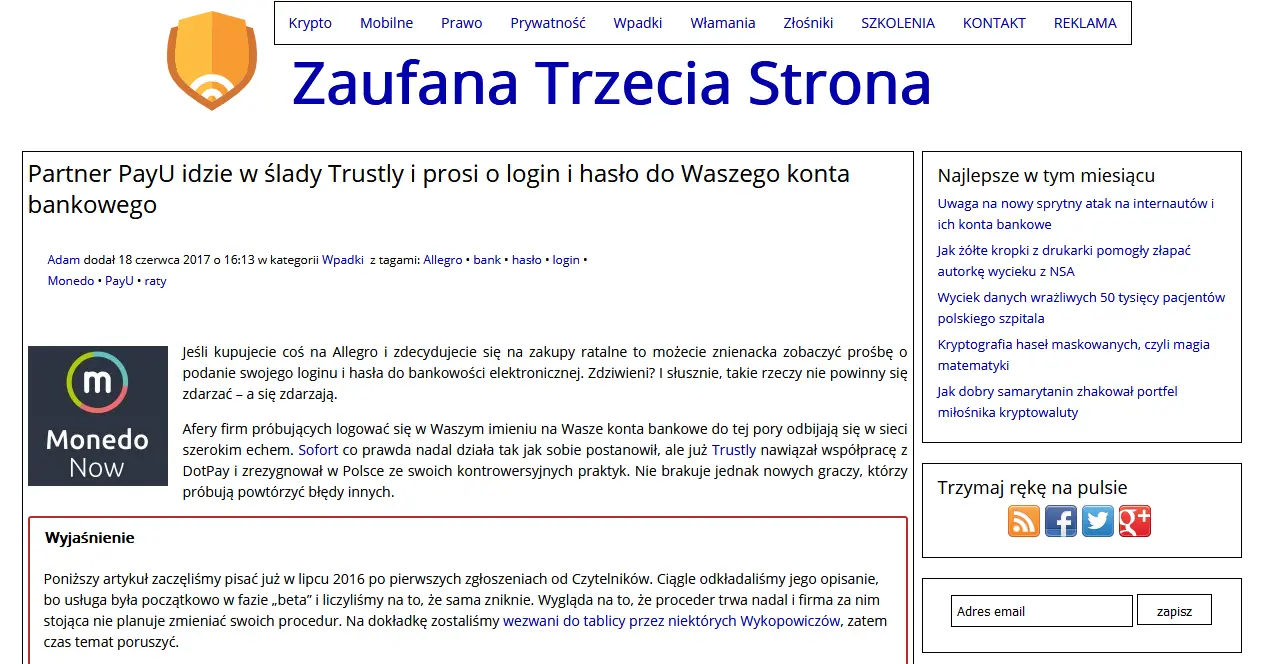 Krypto Mobilne Prawo Prywatność Wpadki Włamania Złośniki SZKOLENIA KONTAKT REKLAMA
Zaufana Trzecia Strona
Partner PayU idzie w ślady Trustly i prosi o login i hasło do Waszego konta
bankowego
Adam dodał 18 czerwca 2017 o 16:13 w kategorii Wpadki z tagami: Allegro • bank • hasło • login •
Monedo • PayU • raty
m
Monedo
Now
Jeśli kupujecie coś na Allegro i zdecydujecie się na zakupy ratalne to możecie znienacka zobaczyć prośbę o
podanie swojego loginu i hasła do bankowości elektronicznej. Zdziwieni? I słusznie, takie rzeczy nie powinny się
zdarzać – a się zdarzają.
Afery firm próbujących logować się w Waszym imieniu na Wasze konta bankowe do tej pory odbijają się w sieci
szerokim echem. Sofort co prawda nadal działa tak jak sobie postanowił, ale już Trustly nawiązał współpracę z
DotPay i zrezygnował w Polsce ze swoich kontrowersyjnych praktyk. Nie brakuje jednak nowych graczy, którzy
próbują powtórzyć błędy innych.
Wyjaśnienie
Poniższy artykuł zaczęliśmy pisać już w lipcu 2016 po pierwszych zgłoszeniach od Czytelników. Ciągle odkładaliśmy jego opisanie,
bo usługa była początkowo w fazie „beta” i liczyliśmy na to, że sama zniknie. Wygląda na to, że proceder trwa nadal i firma za nim
stojąca nie planuje zmieniać swoich procedur. Na dokładkę zostaliśmy wezwani do tablicy przez niektórych Wykopowiczów, zatem
czas temat poruszyć.
Najlepsze w tym miesiącu
Uwaga na nowy sprytny atak na internautów i
ich konta bankowe
Jak żółte kropki z drukarki pomogły złapać
autorkę wycieku z NSA
Wyciek danych wrażliwych 50 tysięcy pacjentów
polskiego szpitala
Kryptografia haseł maskowanych, czyli magia
matematyki
Jak dobry samarytanin zhakował portfel
miłośnika kryptowaluty
Trzymaj rękę na pulsie
Adres email zapisz